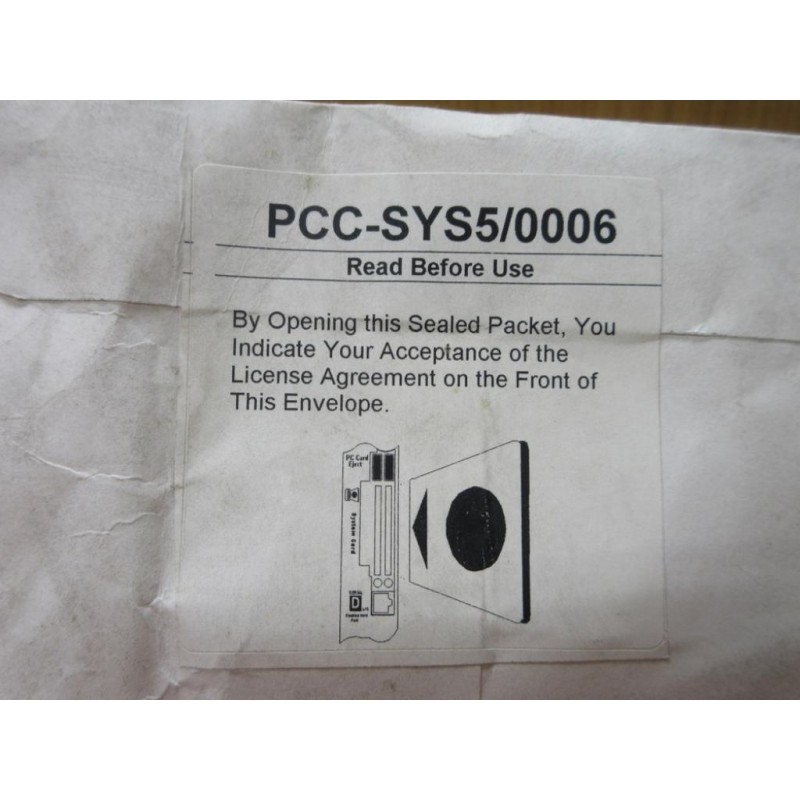 PCC-SYS5/0006
Read Before Use
By Opening this Sealed Packet, You
Indicate Your Acceptance of the
License Agreement on the Front of
This Envelope.
PC Card
Eject
System Card
D